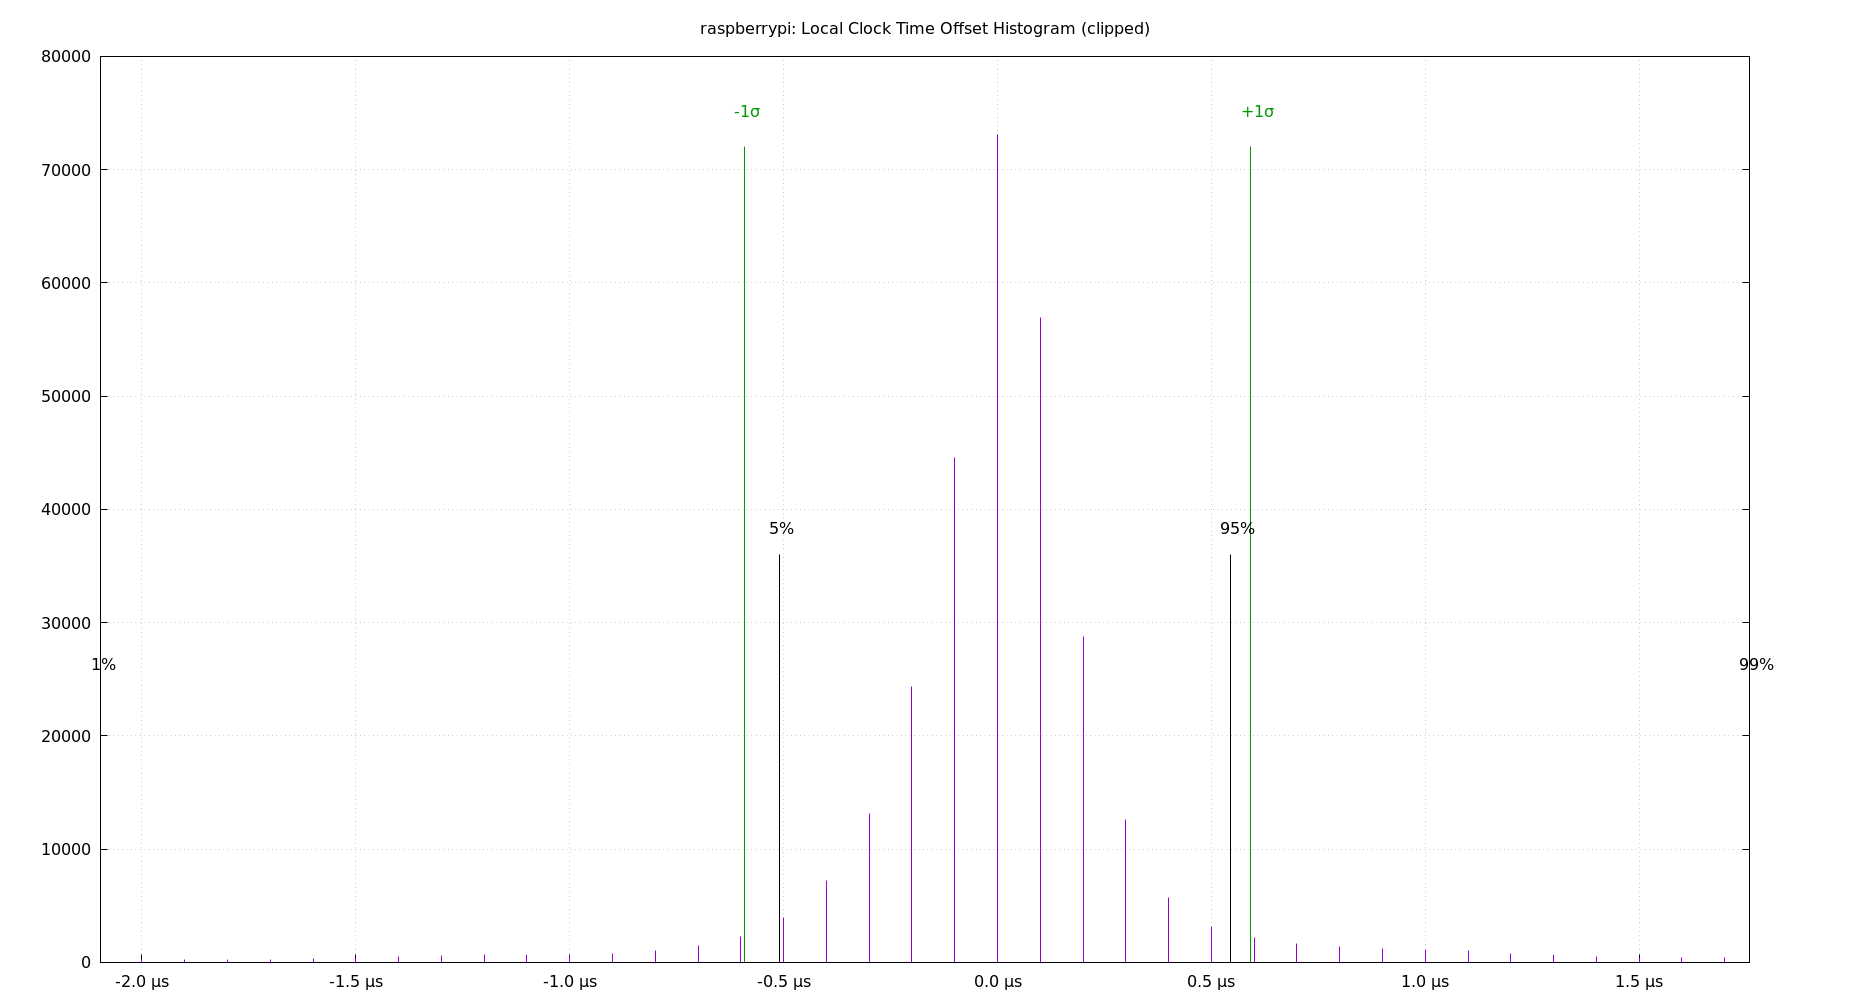 raspberrypi: Local Clock Time Offset Histogram (clipped)
80000
-1σ
+1σ
70000
60000
50000
40000
5%
95%
30000
1%
99%
20000
10000
0
-2.0 µs
-1.5 µs
-1.0 µs
-0.5 µs
0.0 µs
0.5 µs
1.0 µs
1.5 µs